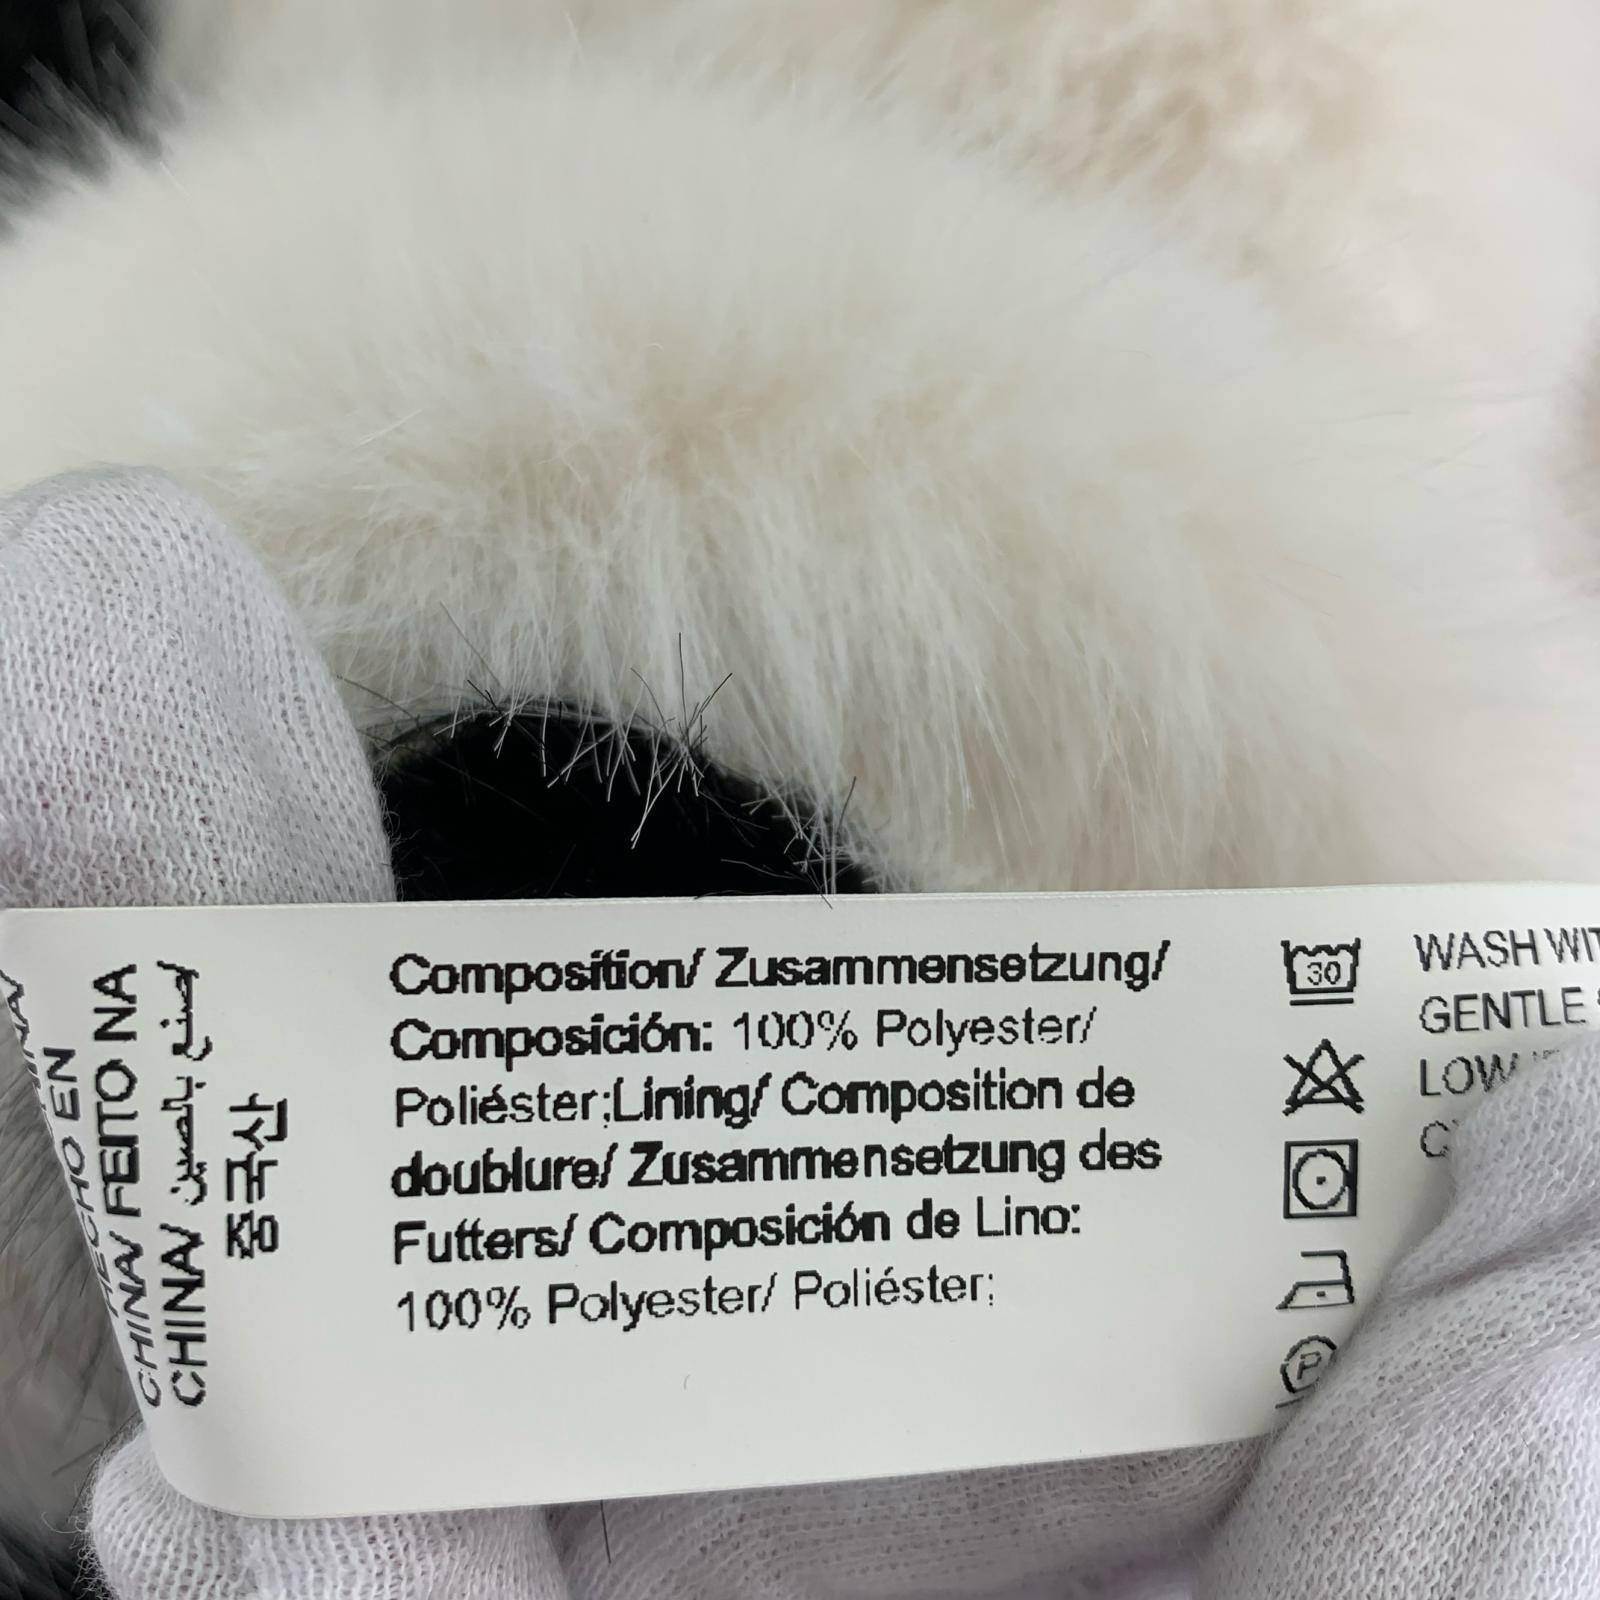 HECHO EN
CHINA/ FEITO NA
CHINA/ صنع بالصين/
중국산
Composition/ Zusammensetzung/
Composición: 100% Polyester/
Poliéster;Lining/ Composition de
doublure/ Zusammensetzung des
Futters/ Composición de Lino:
100% Polyester/ Poliéster;
30
P
WASH
GENTLE
LOW